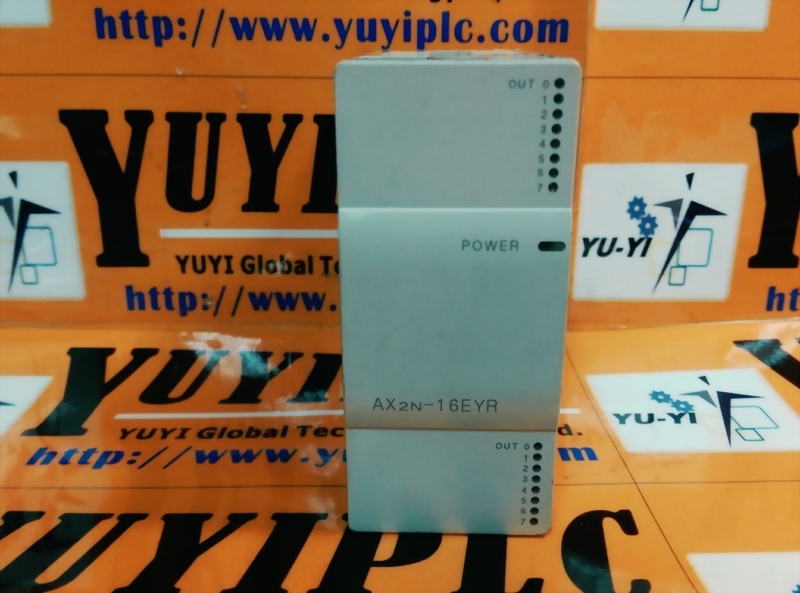 http://www.yuyiplc.com
YUYI
YUYI Global Te
http://www.
YU-YI
ht
OUT 0
1
2
3
4
5
6
7
POWER
AX2N-16EYR
OUT 0
1
2
3
4
5
6
7
YUYI
YUYI Global Tec
d.
http://www.y
m
YU-YI
YUYIPLC